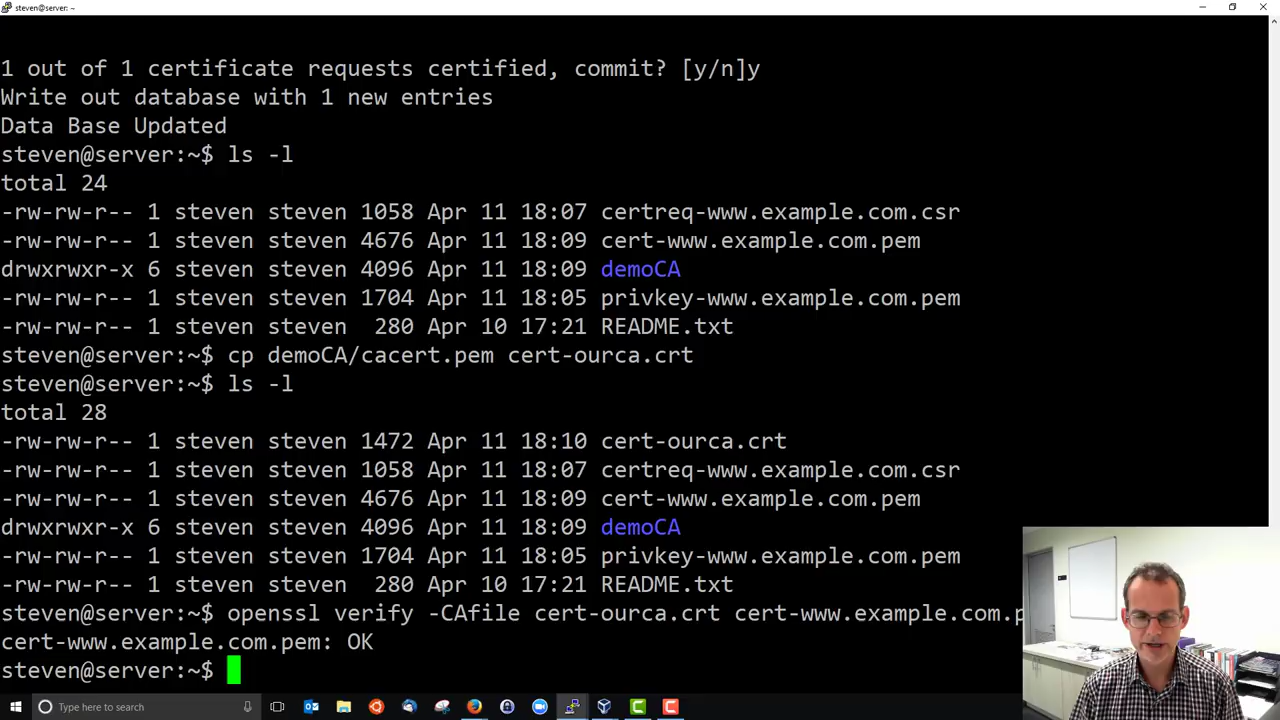 steven@server: ~
1 out of 1 certificate requests certified, commit? [y/n]y
Write out database with 1 new entries
Data Base Updated
steven@server:~$ ls -l
total 24
-rw-rw-r-- 1 steven steven 1058 Apr 11 18:07 certreq-www.example.com.csr
-rw-rw-r-- 1 steven steven 4676 Apr 11 18:09 cert-www.example.com.pem
drwxrwxr-x 6 steven steven 4096 Apr 11 18:09 demoCA
-rw-rw-r-- 1 steven steven 1704 Apr 11 18:05 privkey-www.example.com.pem
-rw-rw-r-- 1 steven steven  280 Apr 10 17:21 README.txt
steven@server:~$ cp demoCA/cacert.pem cert-ourca.crt
steven@server:~$ ls -l
total 28
-rw-rw-r-- 1 steven steven 1472 Apr 11 18:10 cert-ourca.crt
-rw-rw-r-- 1 steven steven 1058 Apr 11 18:07 certreq-www.example.com.csr
-rw-rw-r-- 1 steven steven 4676 Apr 11 18:09 cert-www.example.com.pem
drwxrwxr-x 6 steven steven 4096 Apr 11 18:09 demoCA
-rw-rw-r-- 1 steven steven 1704 Apr 11 18:05 privkey-www.example.com.pem
-rw-rw-r-- 1 steven steven  280 Apr 10 17:21 README.txt
steven@server:~$ openssl verify -CAfile cert-ourca.crt cert-www.example.com.p
cert-www.example.com.pem: OK
steven@server:~$
Type here to search